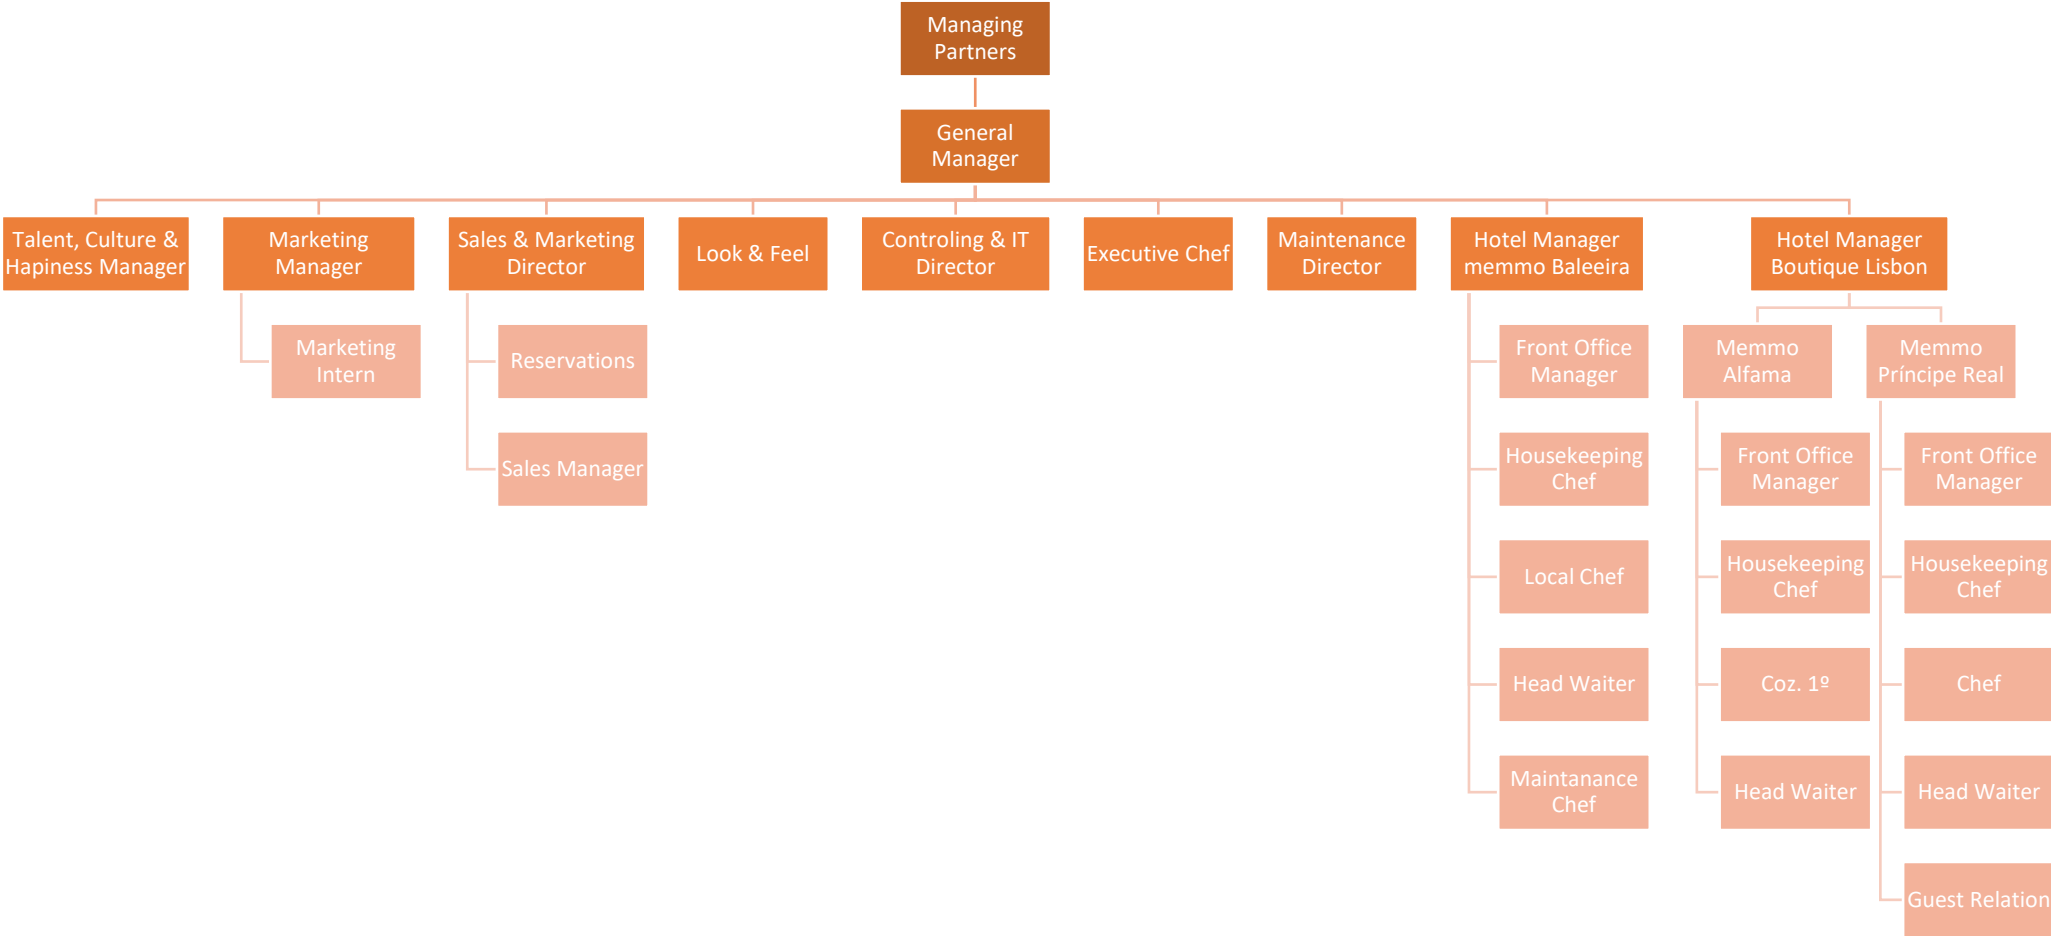 Managing
Partners
General
Manager
Talent, Culture &
Hapiness Manager
Marketing
Manager
Sales & Marketing
Director
Look & Feel
Controling & IT
Director
Executive Chef
Maintenance
Director
Hotel Manager
memmo Baleeira
Hotel Manager
Boutique Lisbon
Marketing
Intern
Reservations
Sales Manager
Front Office
Manager
Housekeeping
Chef
Local Chef
Head Waiter
Maintanance
Chef
Memmo
Alfama
Front Office
Manager
Housekeeping
Chef
Coz. 1º
Head Waiter
Memmo
Príncipe Real
Front Office
Manager
Housekeeping
Chef
Chef
Head Waiter
Guest Relation